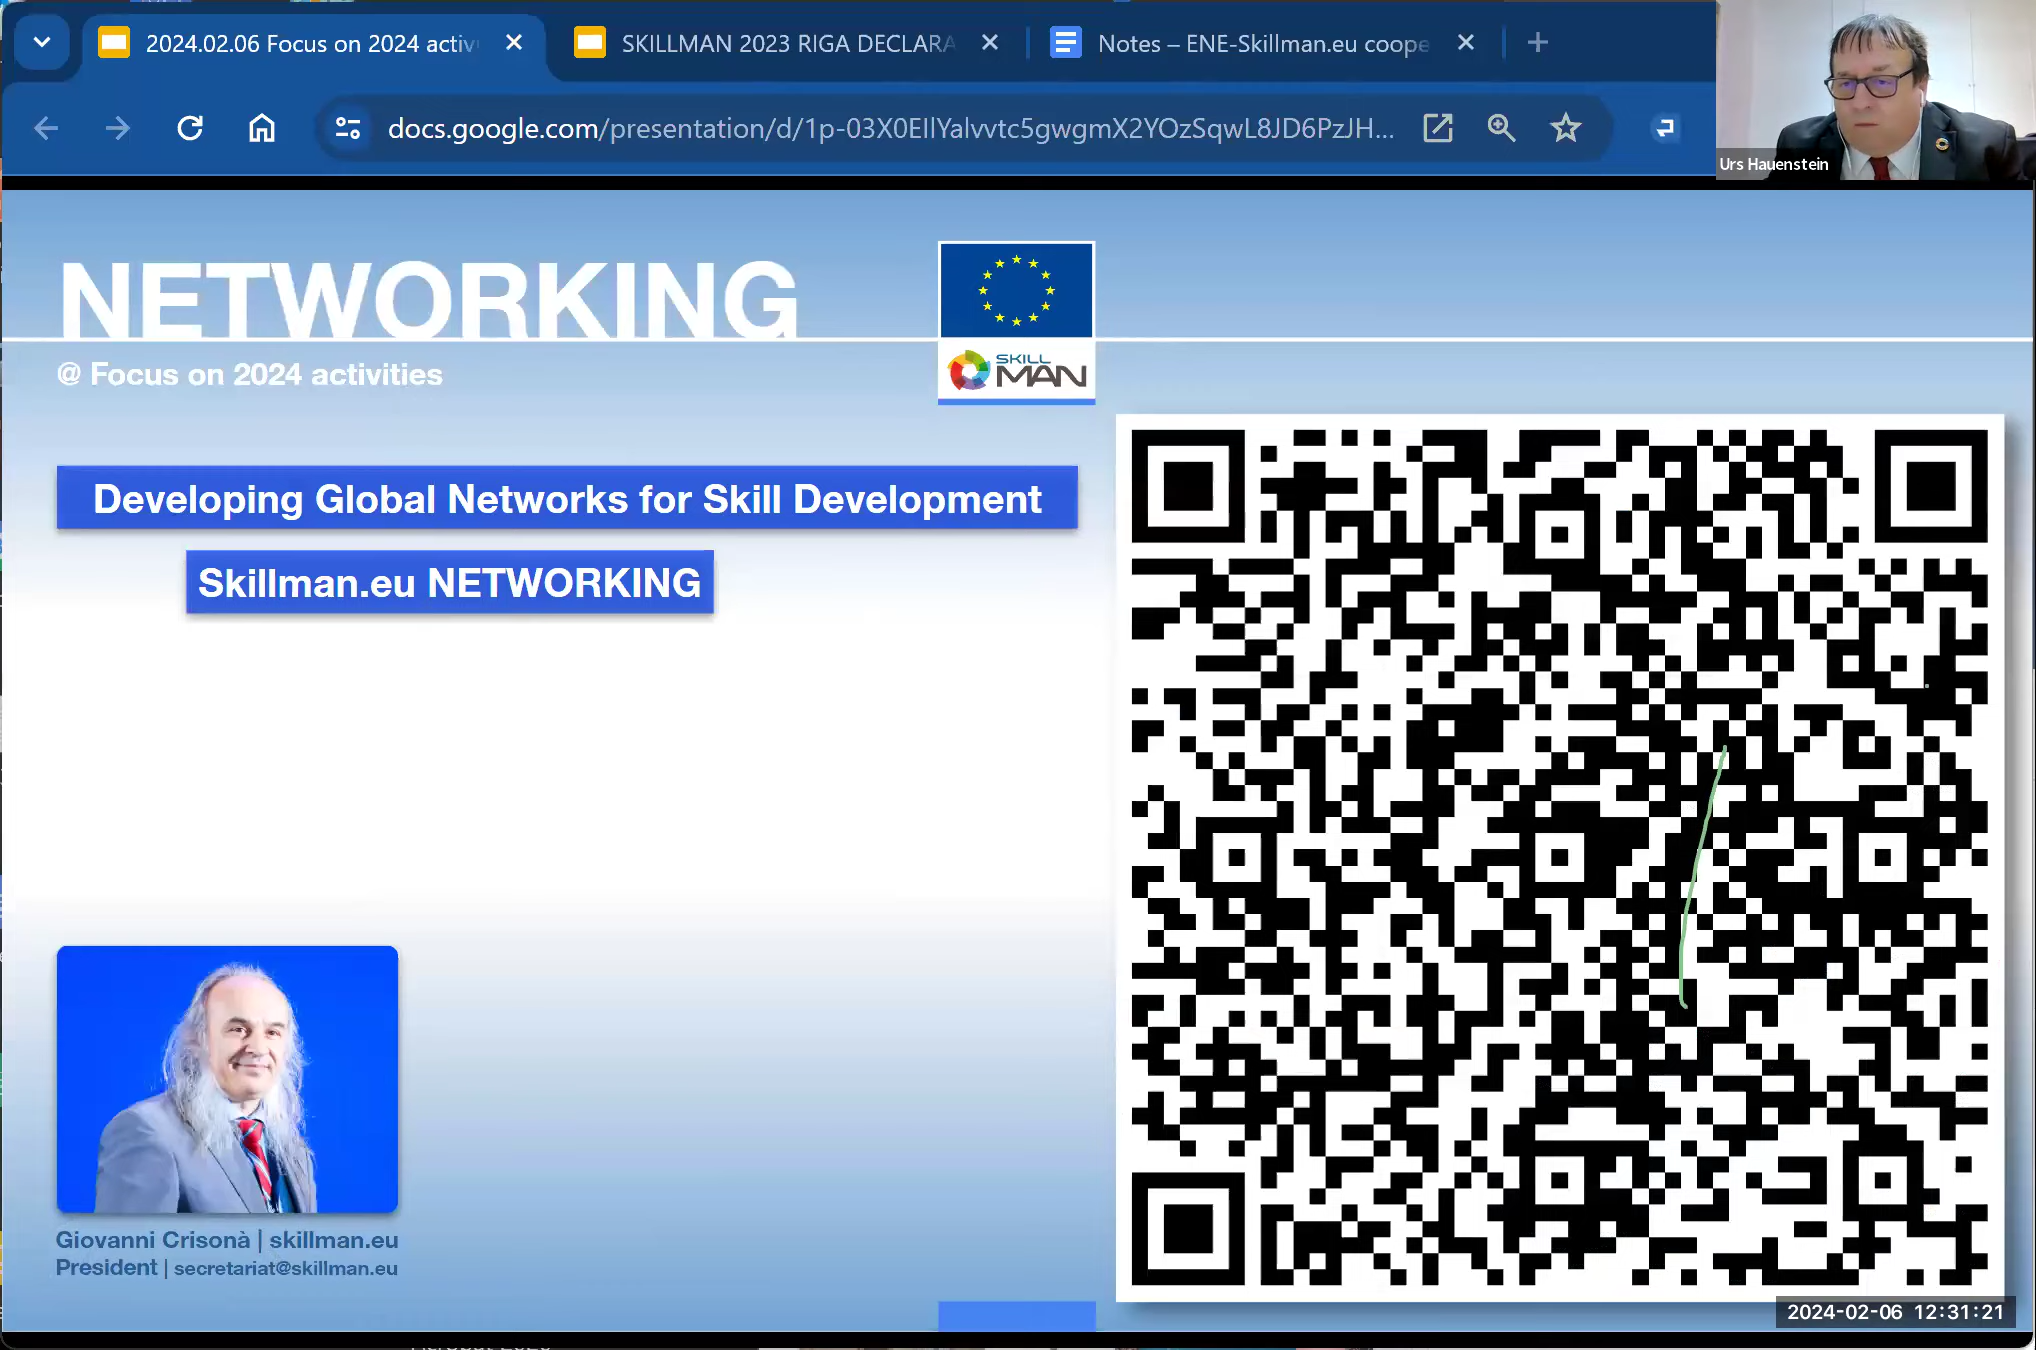 2024.02.06 Focus on 2024 activ
SKILLMAN 2023 RIGA DECLARA
Notes – ENE-Skillman.eu coope
docs.google.com/presentation/d/1p-03X0EIlYalvvtc5gwgmX2YOzSqwL8JD6PzJH...
Urs Hauenstein
NETWORKING
@ Focus on 2024 activities
SKILL
MAN
Developing Global Networks for Skill Development
Skillman.eu NETWORKING
Giovanni Crisonà | skillman.eu
President | secretariat@skillman.eu
2024-02-06 12:31:21